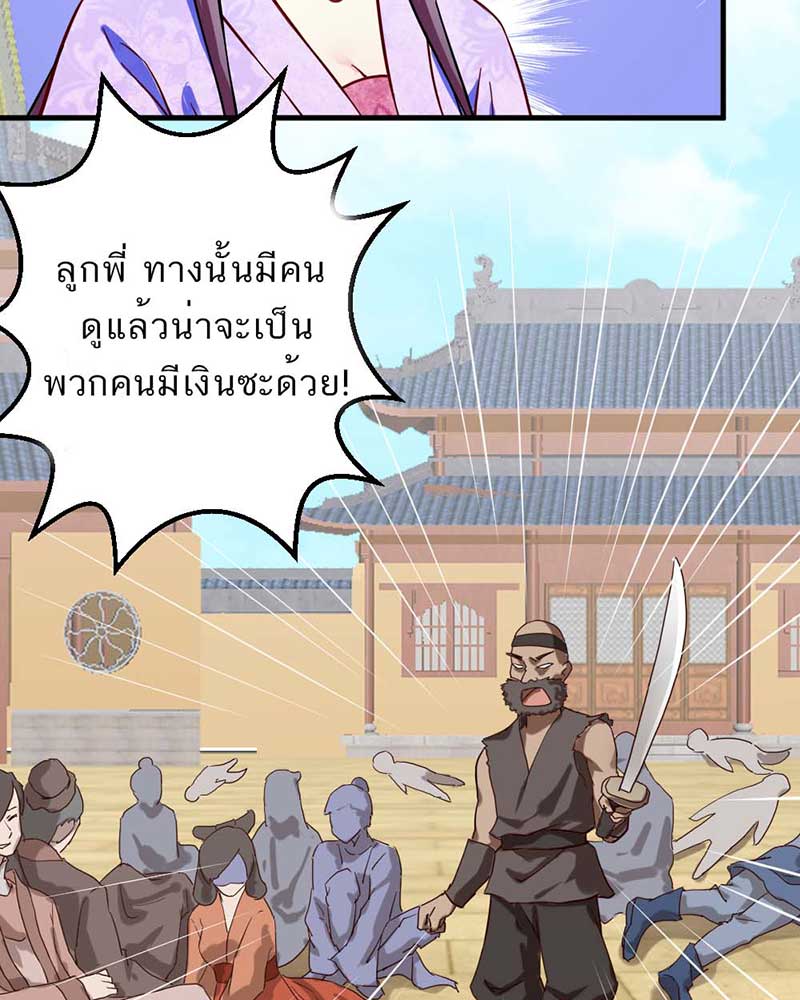 ลูกพี่ ทางนั้นมีคน
ดูแล้วน่าจะเป็น
พวกคนมีเงินซะด้วย!